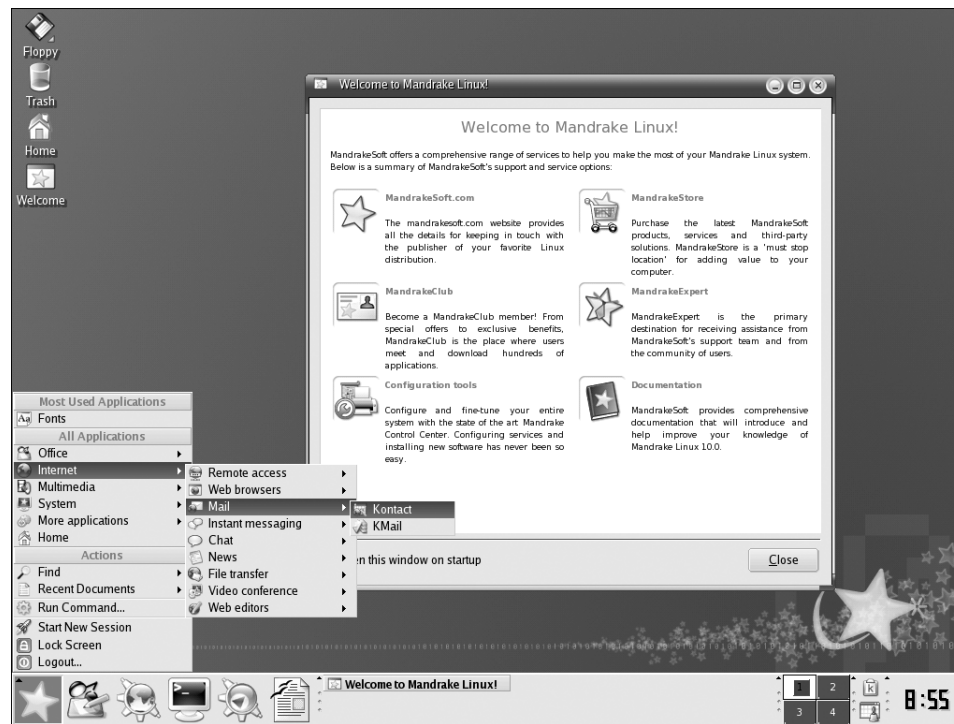 Floppy
Trash
Home
Welcome
Welcome to Mandrake Linux!
Welcome to Mandrake Linux!
MandrakeSoft offers a comprehensive range of services to help you make the most of your Mandrake Linux system.
Below is a summary of MandrakeSoft's support and service options:
MandrakeSoft.com
The mandrakesoft.com website provides
all the details for keeping in touch with
the publisher of your favorite Linux
distribution.
MandrakeStore
Purchase the latest MandrakeSoft
products, services and third-party
solutions. MandrakeStore is a 'must stop
location' for adding value to your
computer.
MandrakeClub
Become a MandrakeClub member! From
special offers to exclusive benefits,
MandrakeClub is the place where users
meet and download hundreds of
applications.
MandrakeExpert
MandrakeExpert is the primary
destination for receiving assistance from
MandrakeSoft's support team and from
the community of users.
Configuration tools
Configure and fine-tune your entire
system with the state of the art Mandrake
Control Center. Configuring services and
installing new software has never been so
easy.
Documentation
MandrakeSoft provides comprehensive
documentation that will introduce and
help improve your knowledge of
Mandrake Linux 10.0.
en this window on startup
Close
Most Used Applications
Fonts
All Applications
Office
Internet
Multimedia
System
More applications
Home
Actions
Find
Recent Documents
Run Command...
Start New Session
Lock Screen
Logout...
Remote access
Web browsers
Mail
Instant messaging
Chat
News
File transfer
Video conference
Web editors
Kontact
KMail
Welcome to Mandrake Linux!
1 2
3 4
8:55